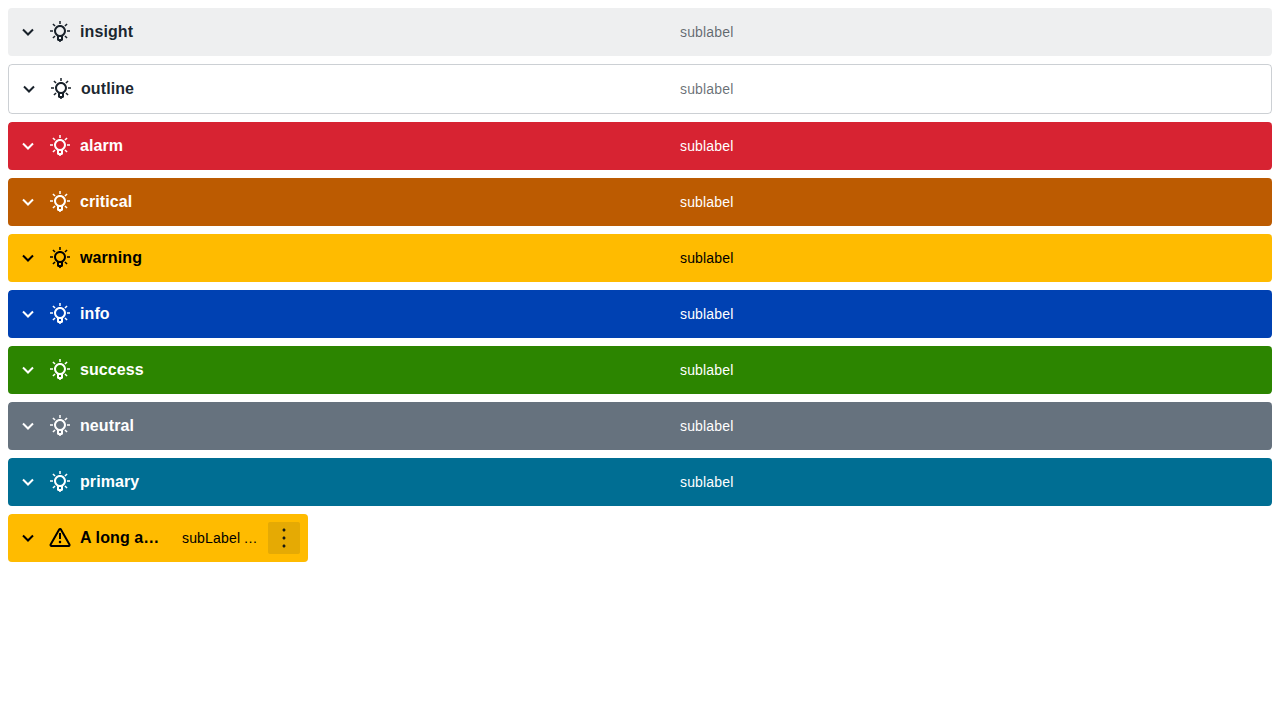 insight sublabel
outline sublabel
alarm sublabel
critical sublabel
warning sublabel
info sublabel
success sublabel
neutral sublabel
primary sublabel
A long a… subLabel …